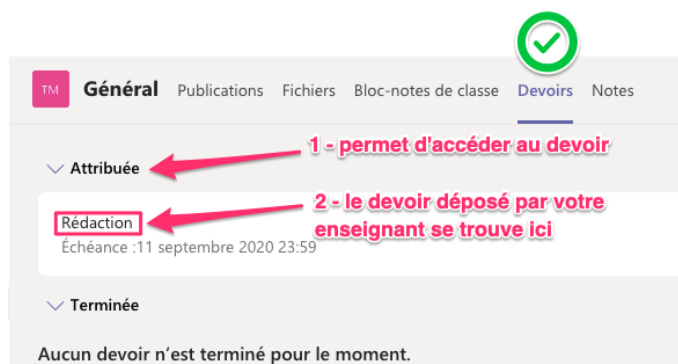 TM Général Publications Fichiers Bloc-notes de classe Devoirs Notes
1 - permet d'accéder au devoir
Attribuée
2 - le devoir déposé par votre
enseignant se trouve ici
Rédaction
Échéance :11 septembre 2020 23:59
Terminée
Aucun devoir n'est terminé pour le moment.